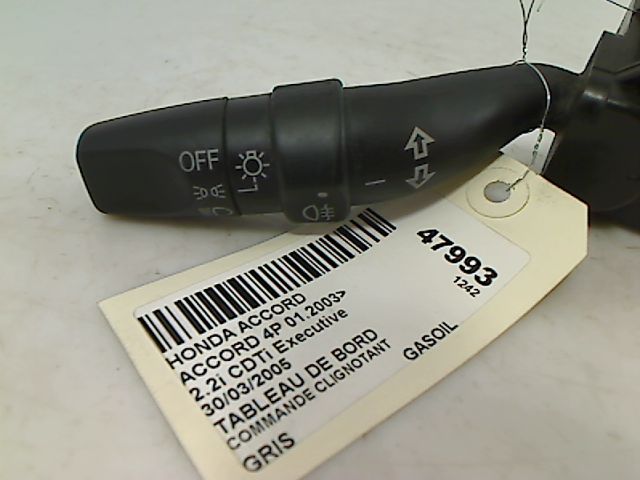 OFF
47993
1242
HONDA ACCORD
ACCORD 4P 01.2003>
2.2i CDTi Executive
30/03/2005
TABLEAU DE BORD
COMMANDE CLIGNOTANT
GASOIL
GRIS